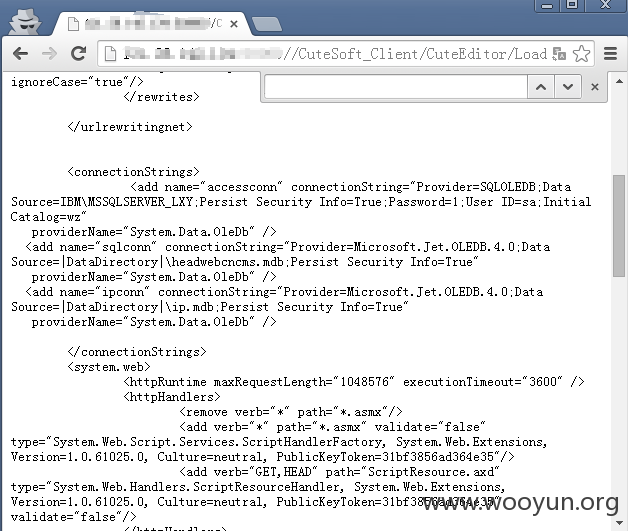 /C
//CuteSoft_Client/CuteEditor/Load
ignoreCase="true"/>
</rewrites>
</urlrewritingnet>
<connectionStrings>
<add name="accessconn" connectionString="Provider=SQLOLEDB;Data
Source=IBM\MSSQLSERVER_LXY;Persist Security Info=True;Password=1;User ID=sa;Initial
Catalog=wz"
providerName="System.Data.OleDb" />
<add name="sqlconn" connectionString="Provider=Microsoft.Jet.OLEDB.4.0;Data
Source=|DataDirectory|\headwebcncms.mdb;Persist Security Info=True"
providerName="System.Data.OleDb" />
<add name="ipconn" connectionString="Provider=Microsoft.Jet.OLEDB.4.0;Data
Source=|DataDirectory|\ip.mdb;Persist Security Info=True"
providerName="System.Data.OleDb" />
</connectionStrings>
<system.web>
<httpRuntime maxRequestLength="1048576" executionTimeout="3600" />
<httpHandlers>
<remove verb="*" path="*.asmx"/>
<add verb="*" path="*.asmx" validate="false"
type="System.Web.Script.Services.ScriptHandlerFactory, System.Web.Extensions,
Version=1.0.61025.0, Culture=neutral, PublicKeyToken=31bf3856ad364e35"/>
<add verb="GET,HEAD" path="ScriptResource.axd"
type="System.Web.Handlers.ScriptResourceHandler, System.Web.Extensions,
Version=1.0.61025.0, Culture=neutral, PublicKeyToken=31bf3856ad364e35"
validate="false"/>
</httpHandlers>
www.wooyun.org